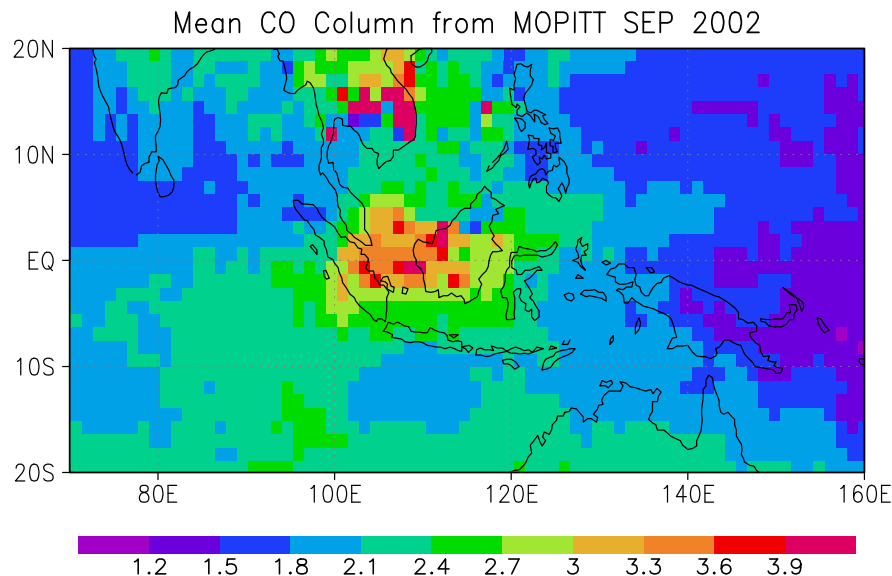 Mean CO Column from MOPITT SEP 2002
20N
10N
EQ
10S
20S
80E 100E 120E 140E 160E
1.2 1.5 1.8 2.1 2.4 2.7 3 3.3 3.6 3.9